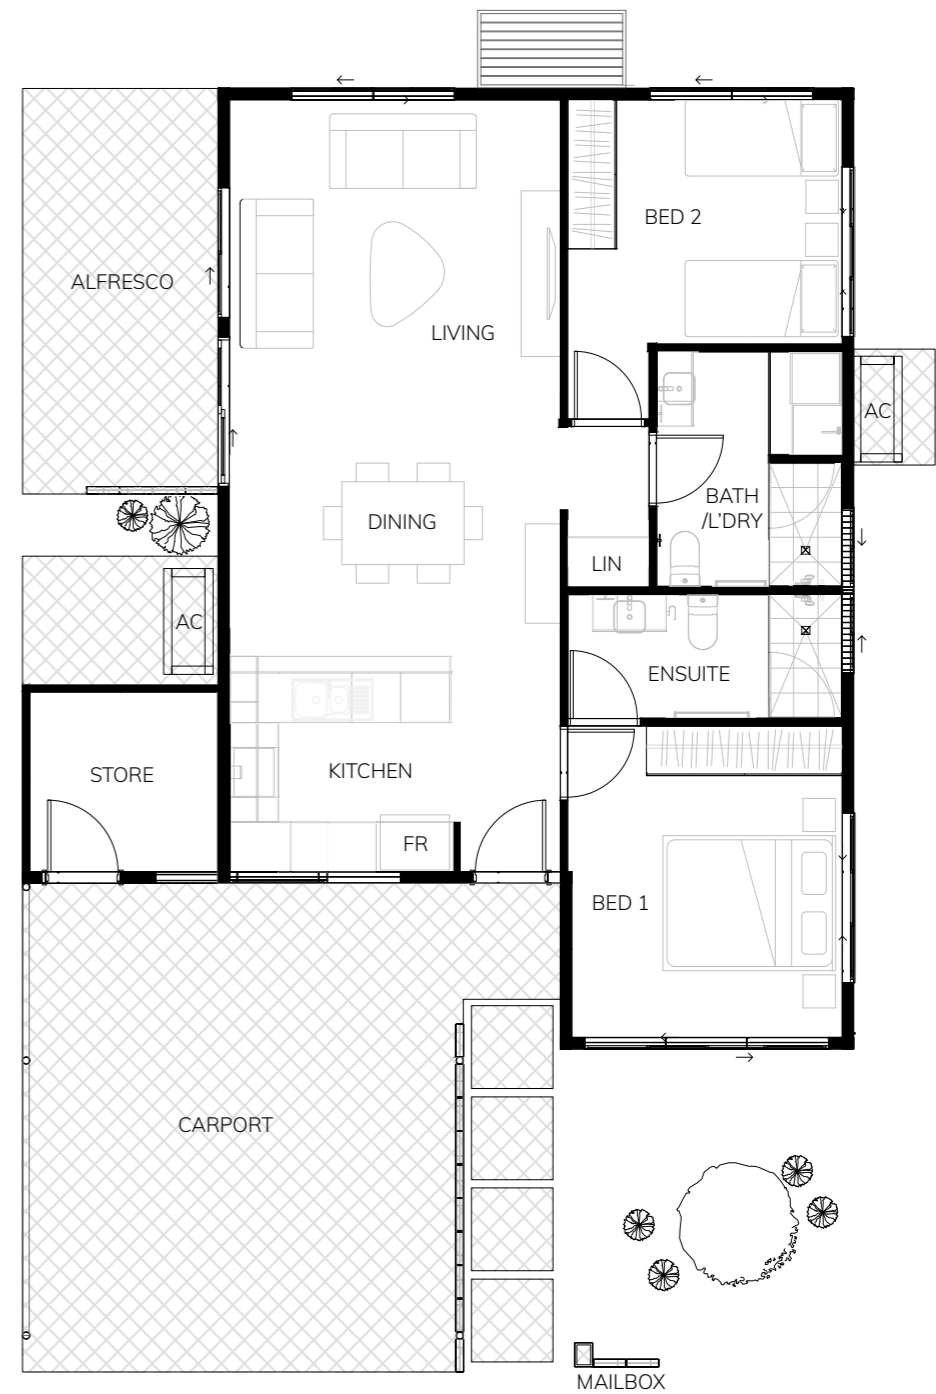 BED 2
ALFRESCO
LIVING
AC
BATH
/L'DRY
DINING
LIN
AC
ENSUITE
STORE
KITCHEN
FR
BED 1
CARPORT
MAILBOX